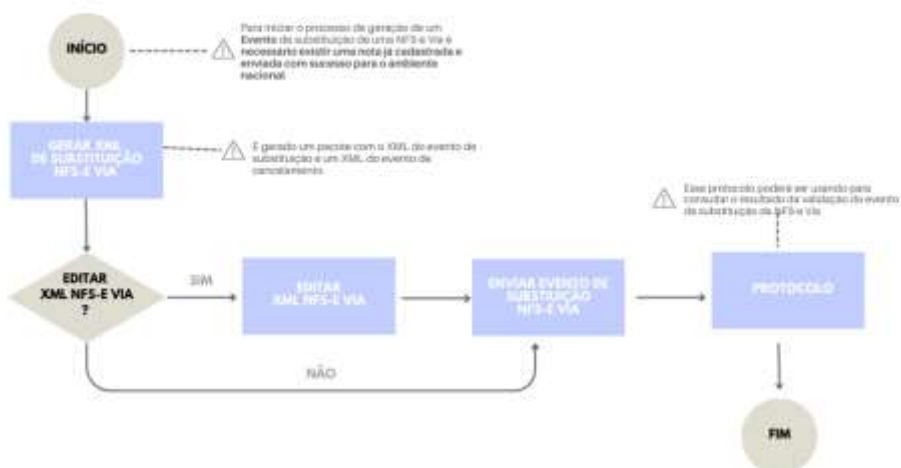 INÍCIO
Para iniciar o processo de geração de um
Evento de substituição de uma NFS-e Via é
necessário existir uma nota já cadastrada e
enviada com sucesso para o ambiente
nacional
GERAR XML
DE SUBSTITUIÇÃO
NFS-E VIA
É gerado um pacote com o XML do evento de
substituição e um XML do evento de
cancelamento
Esse protocolo poderá ser usando para
consultar o resultado da validação do evento
de substituição da NFS-e Via
EDITAR
XML NFS-E VIA
?
SIM
EDITAR
XML NFS-E VIA
ENVIAR EVENTO DE
SUBSTITUIÇÃO
NFS-E VIA
PROTOCOLO
NÃO
FIM